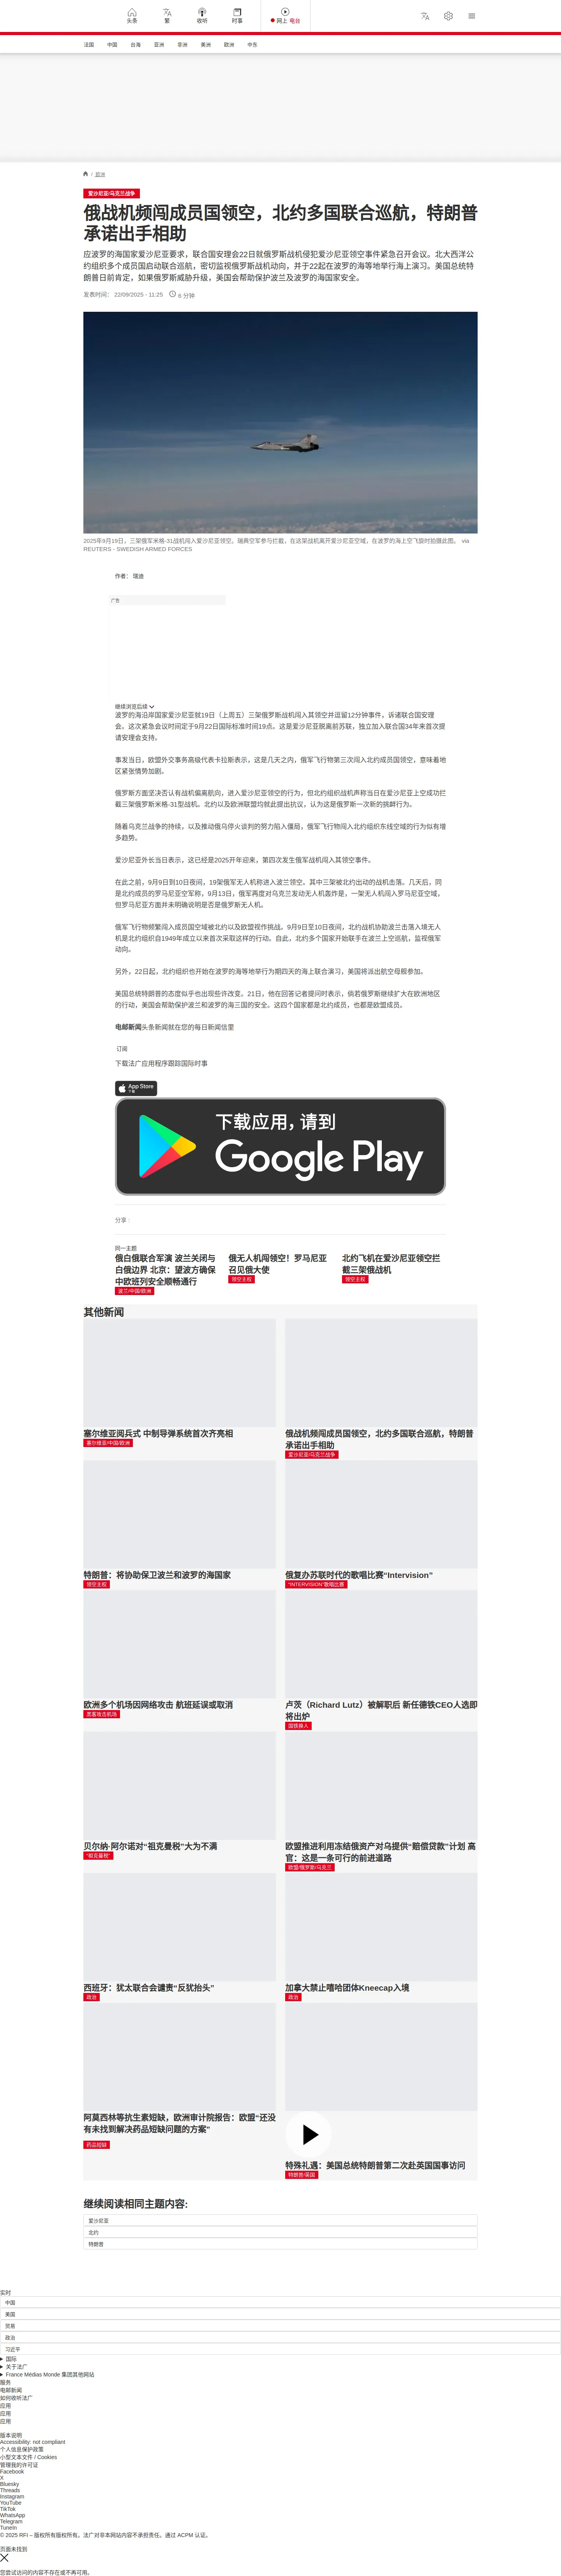 头条
繁
收听
时事
网上 电台
法国
中国
台海
亚洲
非洲
美洲
欧洲
中东
/ 欧洲
爱沙尼亚/乌克兰战争
俄战机频闯成员国领空，北约多国联合巡航，特朗普
承诺出手相助
应波罗的海国家爱沙尼亚要求，联合国安理会22日就俄罗斯战机侵犯爱沙尼亚领空事件紧急召开会议。北大西洋公
约组织多个成员国启动联合巡航，密切监视俄罗斯战机动向，并于22起在波罗的海等地举行海上演习。美国总统特
朗普日前肯定，如果俄罗斯威胁升级，美国会帮助保护波兰及波罗的海国家安全。
发表时间： 22/09/2025 - 11:25
6 分钟
2025年9月19日，三架俄军米格-31战机闯入爱沙尼亚领空。瑞典空军参与拦截，在这架战机离开爱沙尼亚空域，在波罗的海上空飞驶时拍摄此图。 via
REUTERS - SWEDISH ARMED FORCES
作者： 瑞迪
广告
继续浏览后续
波罗的海沿岸国家爱沙尼亚就19日（上周五）三架俄罗斯战机闯入其领空并逗留12分钟事件，诉诸联合国安理
会。这次紧急会议时间定于9月22日国际标准时间19点。这是爱沙尼亚脱离前苏联，独立加入联合国34年来首次提
请安理会支持。
事发当日，欧盟外交事务高级代表卡拉斯表示，这是几天之内，俄军飞行物第三次闯入北约成员国领空，意味着地
区紧张情势加剧。
俄罗斯方面坚决否认有战机偏离航向，进入爱沙尼亚领空的行为，但北约组织战机声称当日在爱沙尼亚上空成功拦
截三架俄罗斯米格-31型战机。北约以及欧洲联盟均就此提出抗议，认为这是俄罗斯一次新的挑衅行为。
随着乌克兰战争的持续，以及推动俄乌停火谈判的努力陷入僵局，俄军飞行物闯入北约组织东线空域的行为似有增
多趋势。
爱沙尼亚外长当日表示，这已经是2025开年迎来，第四次发生俄军战机闯入其领空事件。
在此之前，9月9日到10日夜间，19架俄军无人机称进入波兰领空。其中三架被北约出动的战机击落。几天后，同
是北约成员的罗马尼亚空军称，9月13日，俄军再度对乌克兰发动无人机轰炸是，一架无人机闯入罗马尼亚空域，
但罗马尼亚方面并未明确说明是否是俄罗斯无人机。
俄军飞行物频繁闯入成员国空域被北约以及欧盟视作挑战。9月9日至10日夜间，北约战机协助波兰击落入境无人
机是北约组织自1949年成立以来首次采取这样的行动。自此，北约多个国家开始联手在波兰上空巡航，监视俄军
动向。
另外，22日起，北约组织也开始在波罗的海等地举行为期四天的海上联合演习，美国将派出航空母舰参加。
美国总统特朗普的态度似乎也出现些许改变。21日，他在回答记者提问时表示，倘若俄罗斯继续扩大在欧洲地区
的行动，美国会帮助保护波兰和波罗的海三国的安全。这四个国家都是北约成员，也都是欧盟成员。
电邮新闻头条新闻就在您的每日新闻信里
订阅
下载法广应用程序跟踪国际时事
App Store
下载
下载应用，请到
Google Play
分享 :
同一主题
俄白俄联合军演 波兰关闭与
白俄边界 北京：望波方确保
中欧班列安全顺畅通行
波兰/中国/欧洲
俄无人机闯领空！罗马尼亚
召见俄大使
领空主权
北约飞机在爱沙尼亚领空拦
截三架俄战机
领空主权
其他新闻
塞尔维亚阅兵式 中制导弹系统首次齐亮相
塞尔维亚/中国/欧洲
俄战机频闯成员国领空，北约多国联合巡航，特朗普
承诺出手相助
爱沙尼亚/乌克兰战争
特朗普：将协助保卫波兰和波罗的海国家
领空主权
俄复办苏联时代的歌唱比赛“Intervision”
“INTERVISION”歌唱比赛
欧洲多个机场因网络攻击 航班延误或取消
黑客攻击机场
卢茨（Richard Lutz）被解职后 新任德铁CEO人选即
将出炉
国铁换人
贝尔纳·阿尔诺对“祖克曼税”大为不满
“祖克曼税”
欧盟推进利用冻结俄资产对乌提供“赔偿贷款”计划 高
官：这是一条可行的前进道路
欧盟/俄罗斯/乌克兰
西班牙：犹太联合会谴责“反犹抬头”
政治
加拿大禁止嘻哈团体Kneecap入境
政治
阿莫西林等抗生素短缺，欧洲审计院报告：欧盟“还没
有未找到解决药品短缺问题的方案”
药品短缺
特殊礼遇：美国总统特朗普第二次赴英国国事访问
特朗普/英国
继续阅读相同主题内容:
爱沙尼亚
北约
特朗普
实时
中国
美国
贸易
政治
习近平
国际
关于法广
France Médias Monde 集团其他网站
服务
电邮新闻
如何收听法广
应用
应用
应用
版本说明
Accessibility: not compliant
个人信息保护政策
小型文本文件 / Cookies
管理我的许可证
Facebook
X
Bluesky
Threads
Instagram
YouTube
TikTok
WhatsApp
Telegram
TuneIn
© 2025 RFI – 版权所有版权所有。法广对非本网站内容不承担责任。通过 ACPM 认证。
页面未找到
您尝试访问的内容不存在或不再可用。